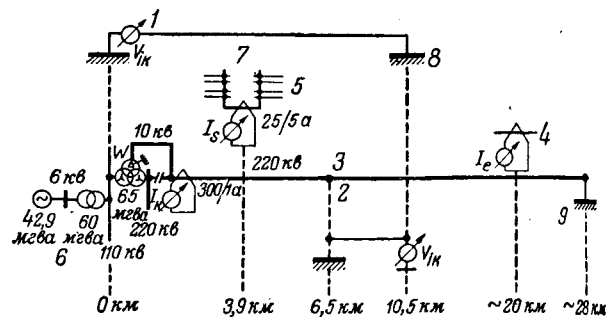 1
V₁ₖ
7
8
5
25/5 а
Iₛ
10 кв
4
W
220 кв
3
Iₑ
6 кв
Iₖ
300/1а
2
65
мгва
220 кв
9
42,9
мгва
60
мгва
6
110 кв
V₁ₖ
0 км
3,9 км
6,5 км
10,5 км
~20 км
~28 км